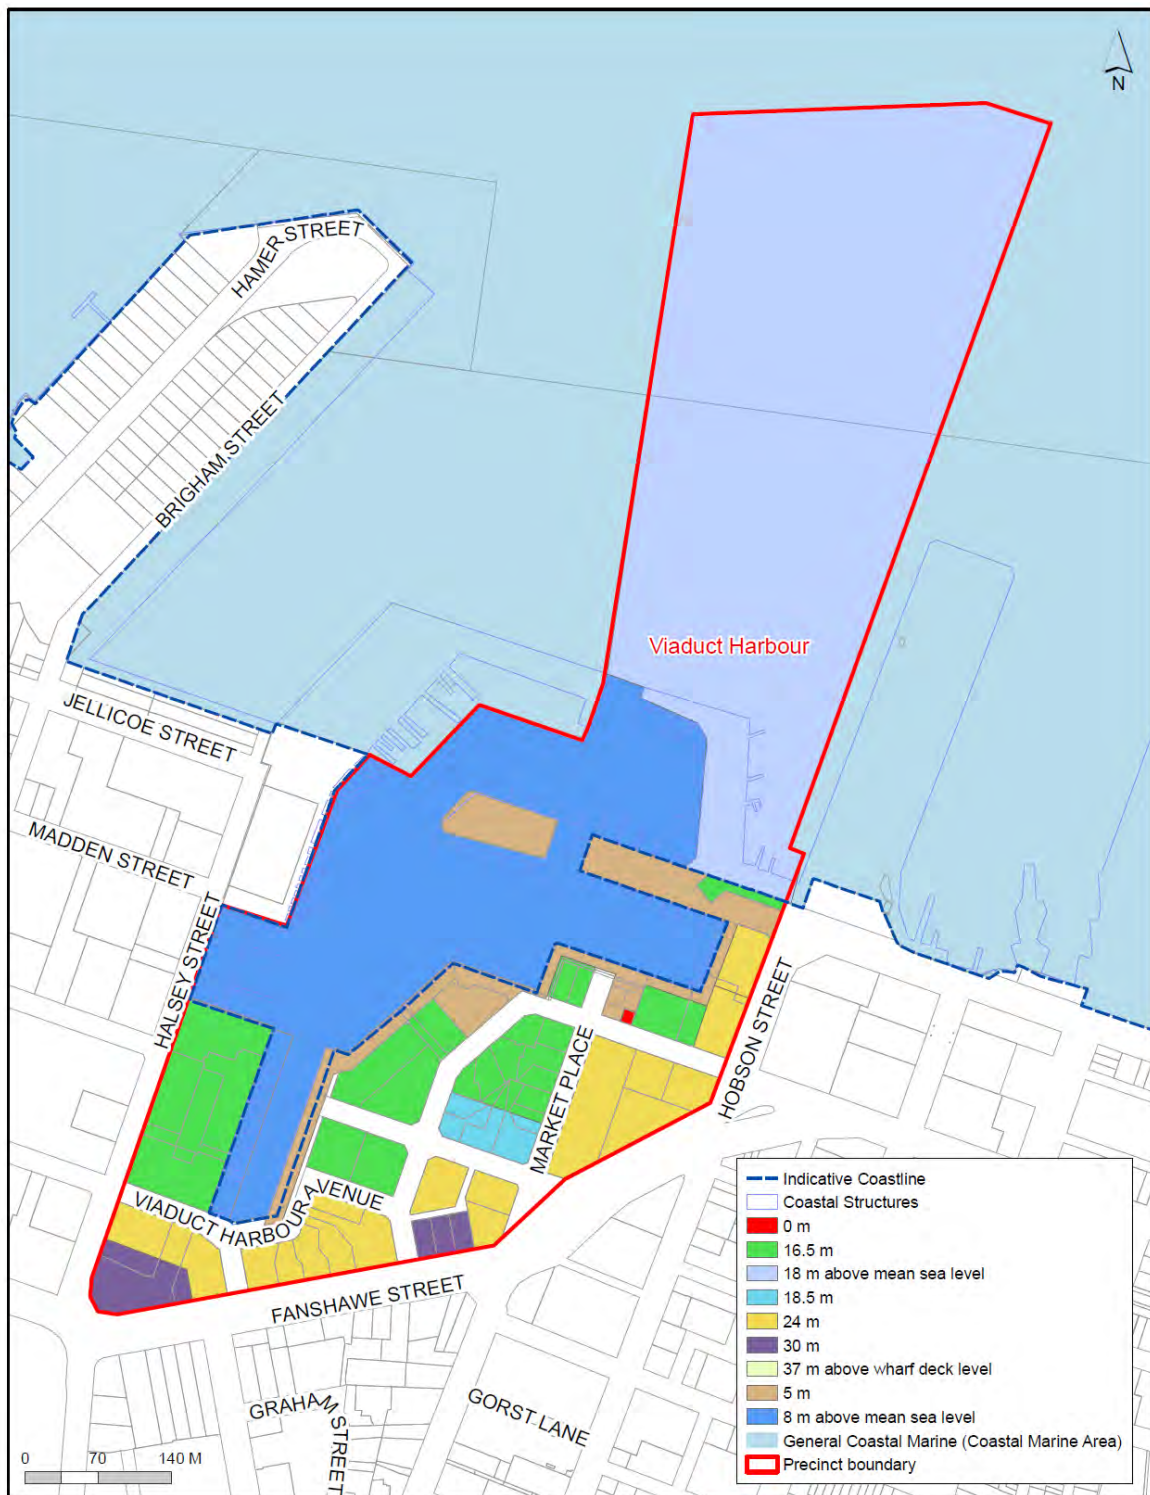 N
HAMER STREET
BRIGHAM STREET
Viaduct Harbour
JELLICOE STREET
MADDEN STREET
HALSEY STREET
HOBSON STREET
MARKET PLACE
VIADUCT HARBOUR AVENUE
FANSHAWE STREET
GRAHAM STREET
GORST LANE
Indicative Coastline
Coastal Structures
0 m
16.5 m
18 m above mean sea level
18.5 m
24 m
30 m
37 m above wharf deck level
5 m
8 m above mean sea level
General Coastal Marine (Coastal Marine Area)
Precinct boundary
0 70 140 M